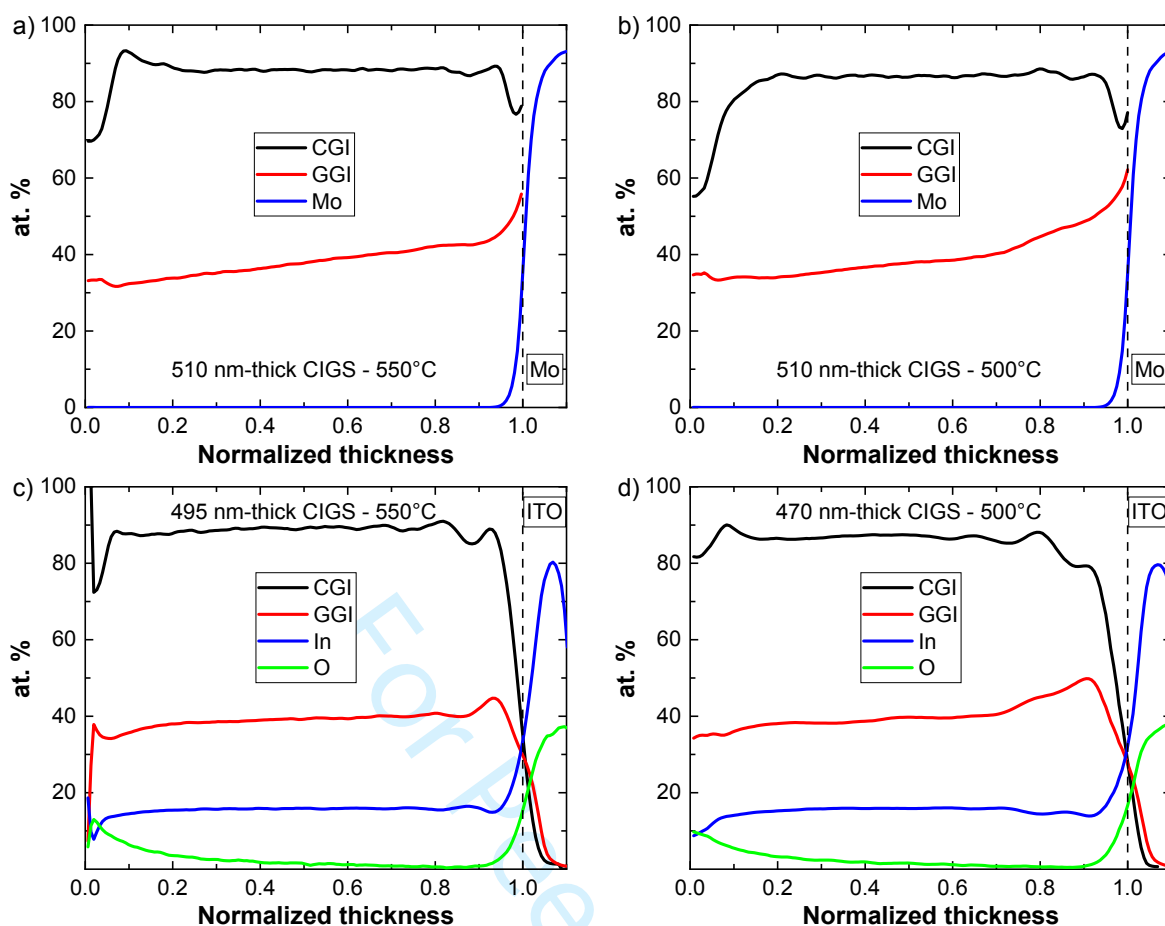 a)
100
80
60
40
20
0
at. %
CGI
GGI
Mo
510 nm-thick CIGS - 550°C
Mo
0.0 0.2 0.4 0.6 0.8 1.0
Normalized thickness
b)
100
80
60
40
20
0
at. %
CGI
GGI
Mo
510 nm-thick CIGS - 500°C
Mo
0.0 0.2 0.4 0.6 0.8 1.0
Normalized thickness
c)
100
80
60
40
20
at. %
495 nm-thick CIGS - 550°C
ITO
CGI
GGI
In
O
0.0 0.2 0.4 0.6 0.8 1.0
Normalized thickness
d)
100
80
60
40
20
at. %
470 nm-thick CIGS - 500°C
ITO
CGI
GGI
In
O
0.0 0.2 0.4 0.6 0.8 1.0
Normalized thickness
For Pee